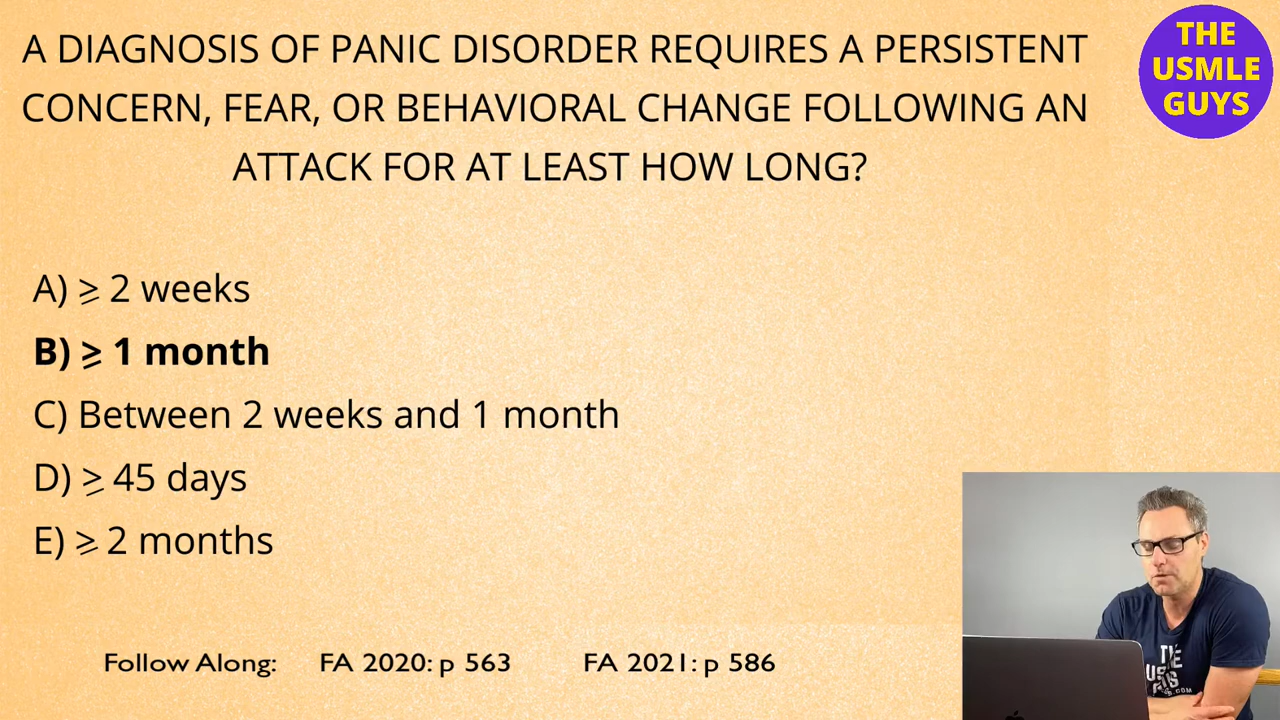 A DIAGNOSIS OF PANIC DISORDER REQUIRES A PERSISTENT
CONCERN, FEAR, OR BEHAVIORAL CHANGE FOLLOWING AN
ATTACK FOR AT LEAST HOW LONG?
THE
USMLE
GUYS
A) ⩾ 2 weeks
B) ⩾ 1 month
C) Between 2 weeks and 1 month
D) ⩾ 45 days
E) ⩾ 2 months
Follow Along: FA 2020: p 563 FA 2021: p 586